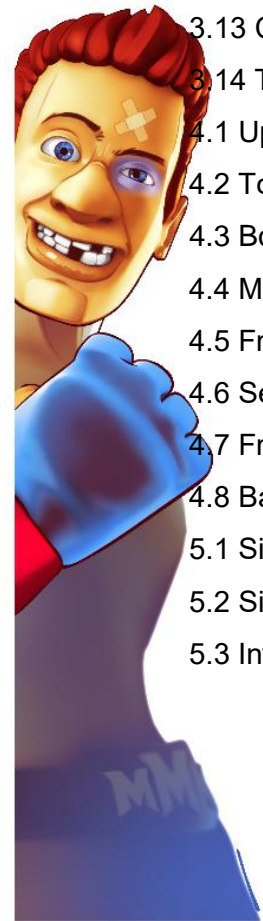 3.13 C
3.14 T
4.1 Up
4.2 To
4.3 Bo
4.4 M
4.5 Fr
4.6 Se
4.7 Fr
4.8 Ba
5.1 Si
5.2 Si
5.3 In
MMA